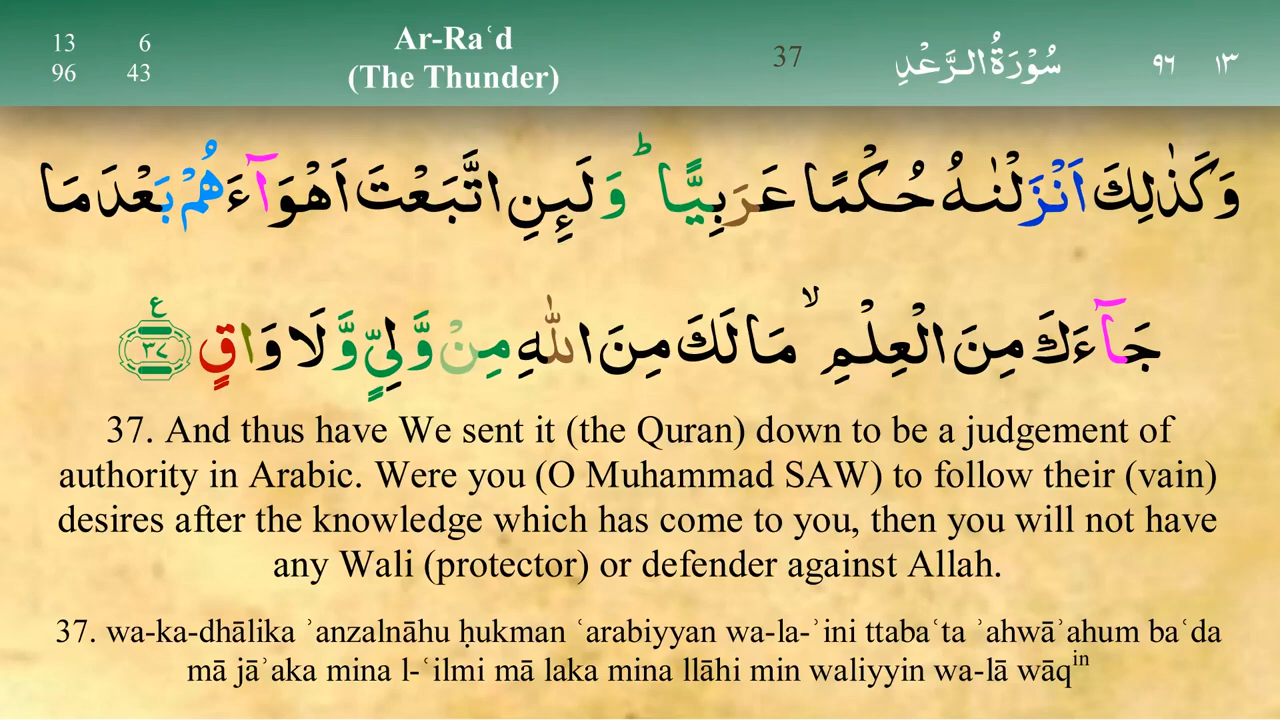 13 6
96 43
Ar-Raʿd
(The Thunder)
37
سُوْرَةُ الرَّعْدِ
٩٦ ١٣
وَكَذٰلِكَ اَنْزَلْنٰهُ حُكْمًا عَرَبِيًّا ؕ وَلَىِٕنِ اتَّبَعْتَ اَهْوَآءَهُمْ بَعْدَ مَا
جَآءَكَ مِنَ الْعِلْمِ ۙ مَا لَكَ مِنَ اللّٰهِ مِنْ وَّلِيٍّ وَّلَا وَاقٍ ࣖ ٣٧
37. And thus have We sent it (the Quran) down to be a judgement of
authority in Arabic. Were you (O Muhammad SAW) to follow their (vain)
desires after the knowledge which has come to you, then you will not have
any Wali (protector) or defender against Allah.
37. wa-ka-dhālika ʾanzalnāhu ḥukman ʿarabiyyan wa-la-ʾini ttabaʿta ʾahwāʾahum baʿda
mā jāʾaka mina l-ʿilmi mā laka mina llāhi min waliyyin wa-lā wāqin